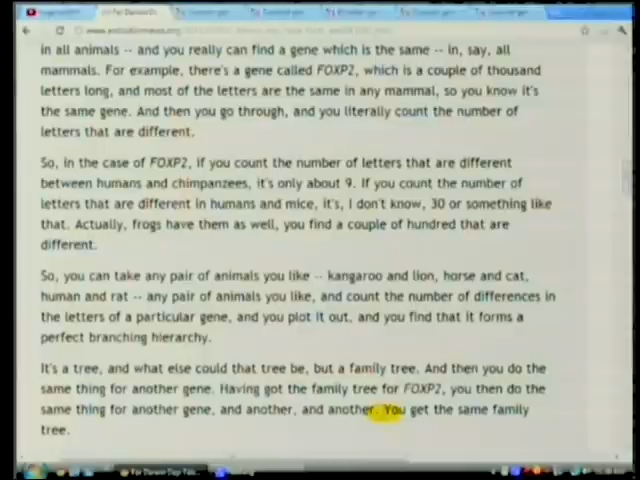 in all animals -- and you really can find a gene which is the same -- in, say, all
mammals. For example, there's a gene called FOXP2, which is a couple of thousand
letters long, and most of the letters are the same in any mammal, so you know it's
the same gene. And then you go through, and you literally count the number of
letters that are different.
So, in the case of FOXP2, if you count the number of letters that are different
between humans and chimpanzees, it's only about 9. If you count the number of
letters that are different in humans and mice, it's, I don't know, 30 or something like
that. Actually, frogs have them as well, you find a couple of hundred that are
different.
So, you can take any pair of animals you like -- kangaroo and lion, horse and cat,
human and rat -- any pair of animals you like, and count the number of differences in
the letters of a particular gene, and you plot it out, and you find that it forms a
perfect branching hierarchy.
It's a tree, and what else could that tree be, but a family tree. And then you do the
same thing for another gene. Having got the family tree for FOXP2, you then do the
same thing for another gene, and another, and another. You get the same family
tree.